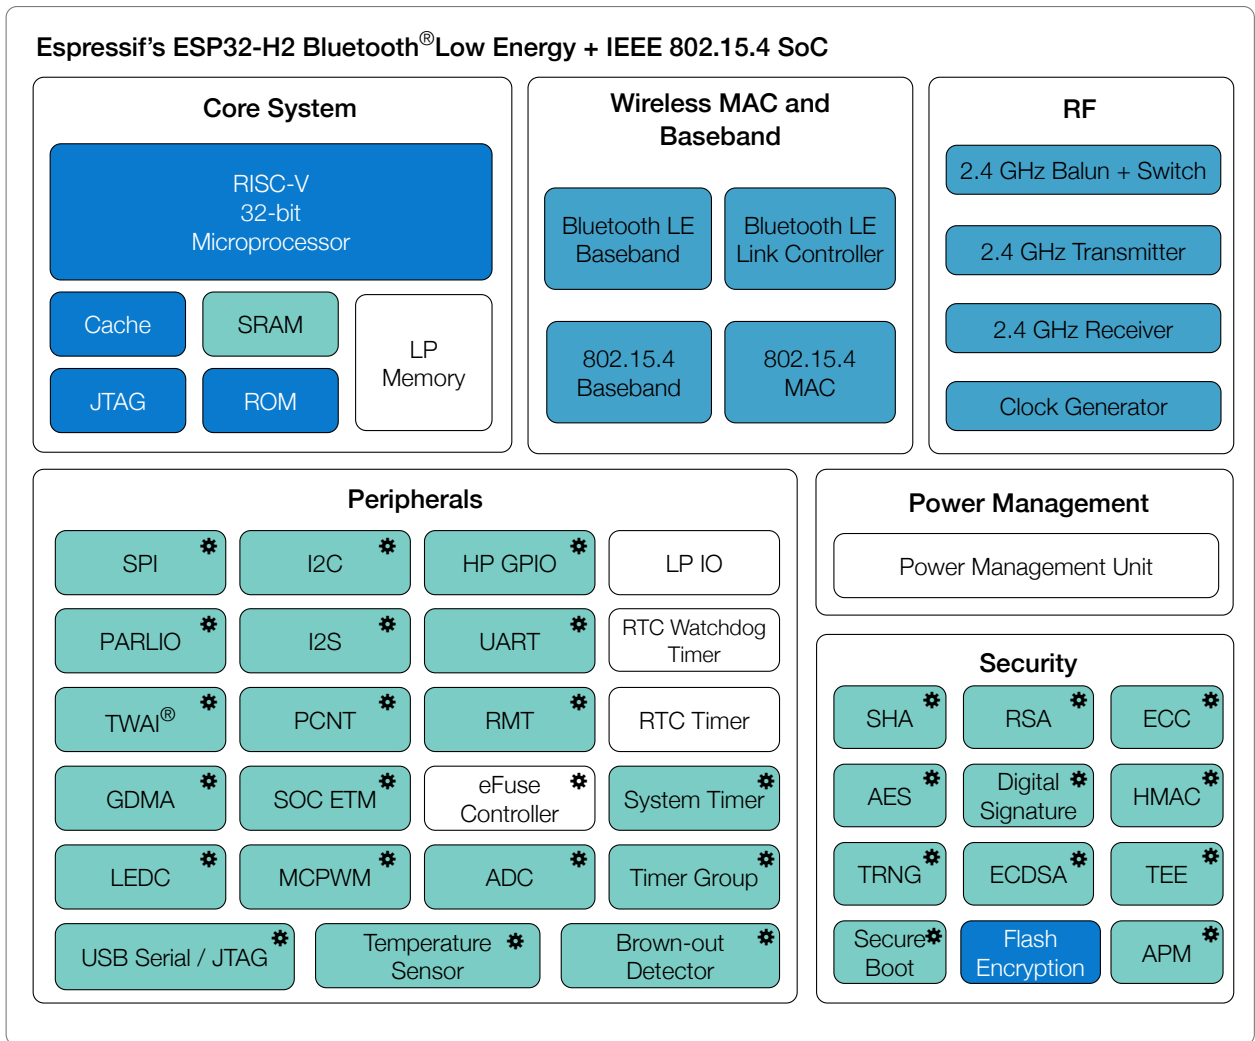 Espressif's ESP32-H2 Bluetooth®Low Energy + IEEE 802.15.4 SoC
Core System
RISC-V
32-bit
Microprocessor
Cache
SRAM
LP
Memory
JTAG
ROM
Wireless MAC and
Baseband
Bluetooth LE
Baseband
Bluetooth LE
Link Controller
802.15.4
Baseband
802.15.4
MAC
RF
2.4 GHz Balun + Switch
2.4 GHz Transmitter
2.4 GHz Receiver
Clock Generator
Peripherals
SPI
I2C
HP GPIO
LP IO
PARLIO
I2S
UART
RTC Watchdog
Timer
TWAI®
PCNT
RMT
RTC Timer
GDMA
SOC ETM
eFuse
Controller
System Timer
LEDC
MCPWM
ADC
Timer Group
USB Serial / JTAG
Temperature
Sensor
Brown-out
Detector
Power Management
Power Management Unit
Security
SHA
RSA
ECC
AES
Digital
Signature
HMAC
TRNG
ECDSA
TEE
Secure
Boot
Flash
Encryption
APM